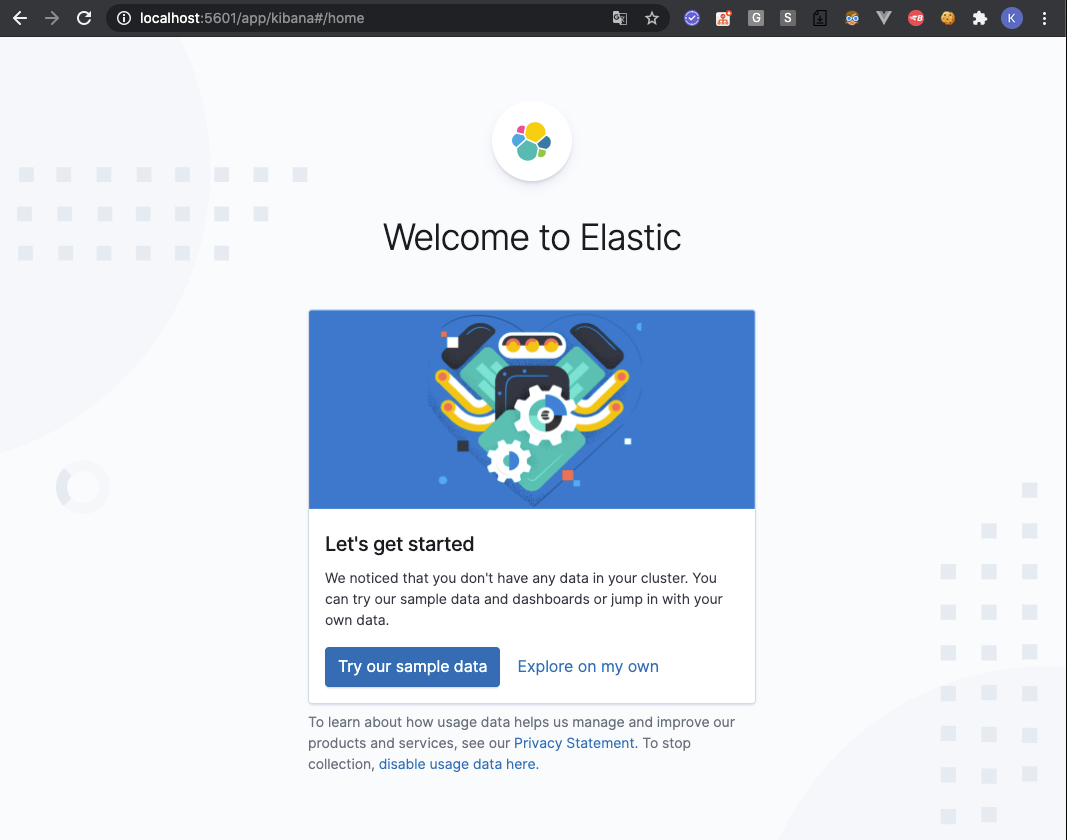 localhost:5601/app/kibana#/home
G
S
K
Welcome to Elastic
Let's get started
We noticed that you don't have any data in your cluster. You
can try our sample data and dashboards or jump in with your
own data.
Try our sample data
Explore on my own
To learn about how usage data helps us manage and improve our
products and services, see our Privacy Statement. To stop
collection, disable usage data here.